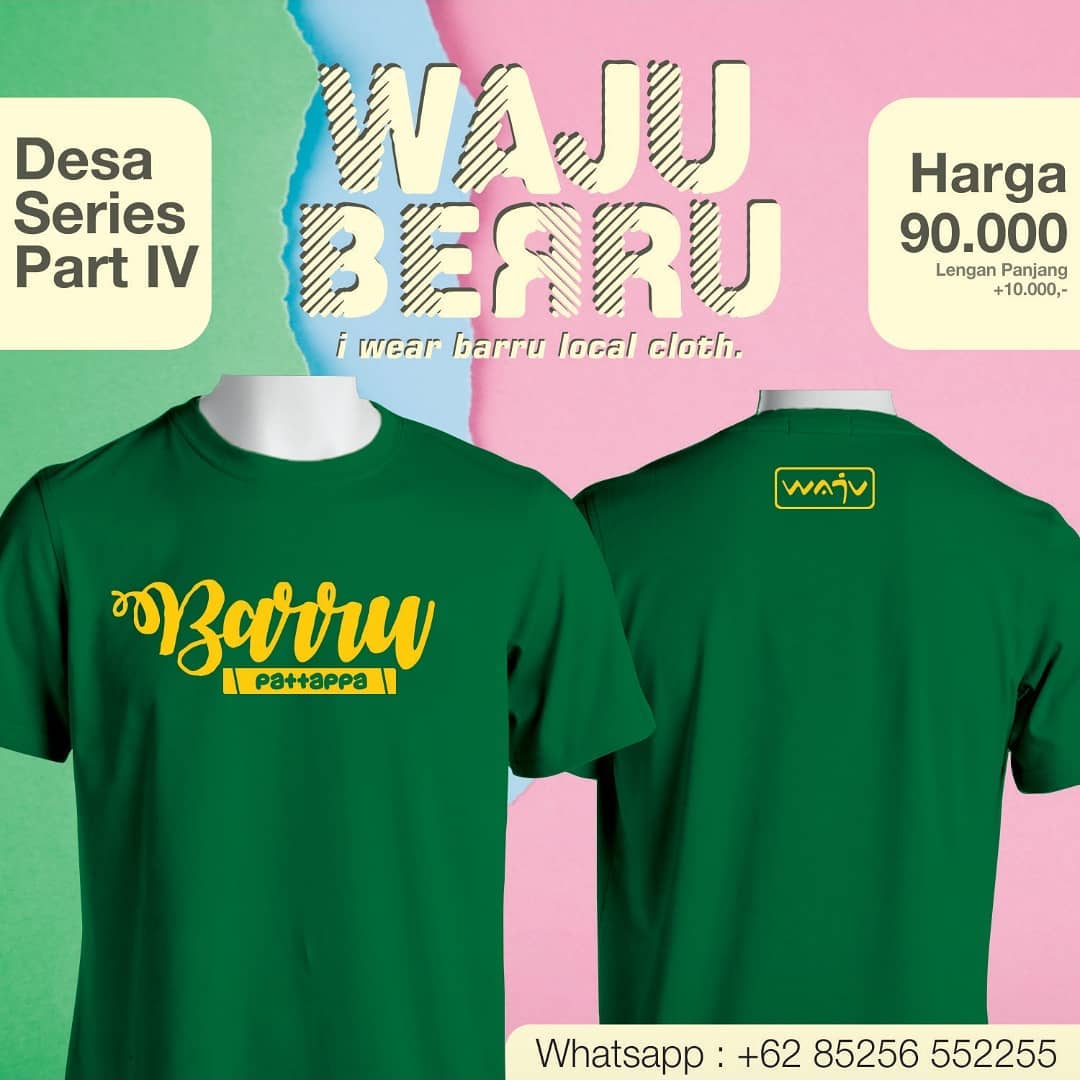 WAJU
BERRU
i wear barru local cloth.
Desa
Series
Part IV
Harga
90.000
Lengan Panjang
+10.000,-
Barru
pattappa
waju
Whatsapp : +62 85256 552255